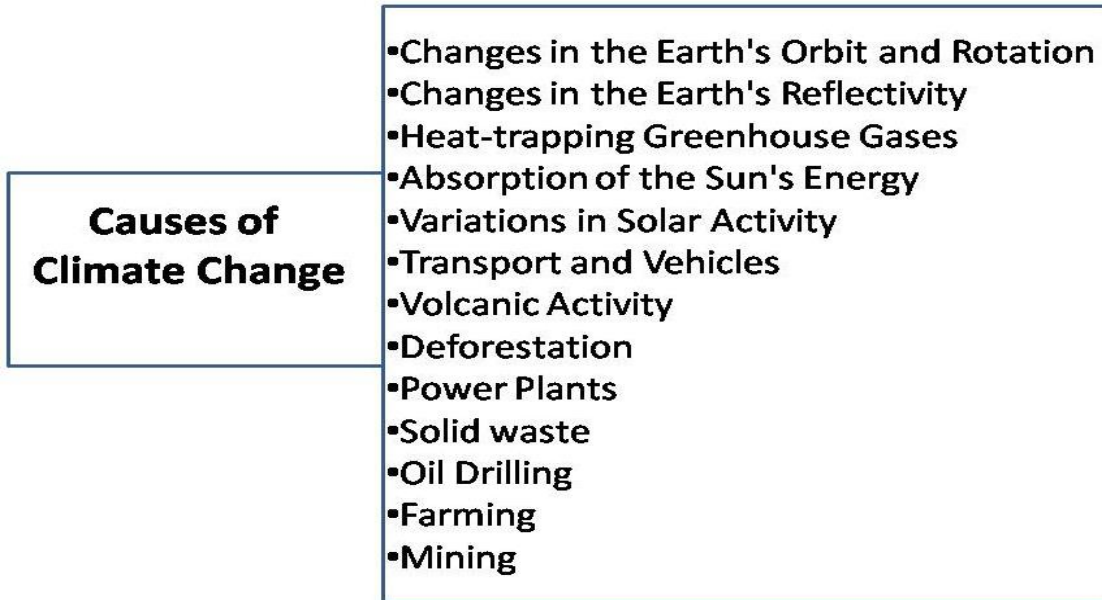 Causes of
Climate Change
•Changes in the Earth's Orbit and Rotation
•Changes in the Earth's Reflectivity
•Heat-trapping Greenhouse Gases
•Absorption of the Sun's Energy
•Variations in Solar Activity
•Transport and Vehicles
•Volcanic Activity
•Deforestation
•Power Plants
•Solid waste
•Oil Drilling
•Farming
•Mining